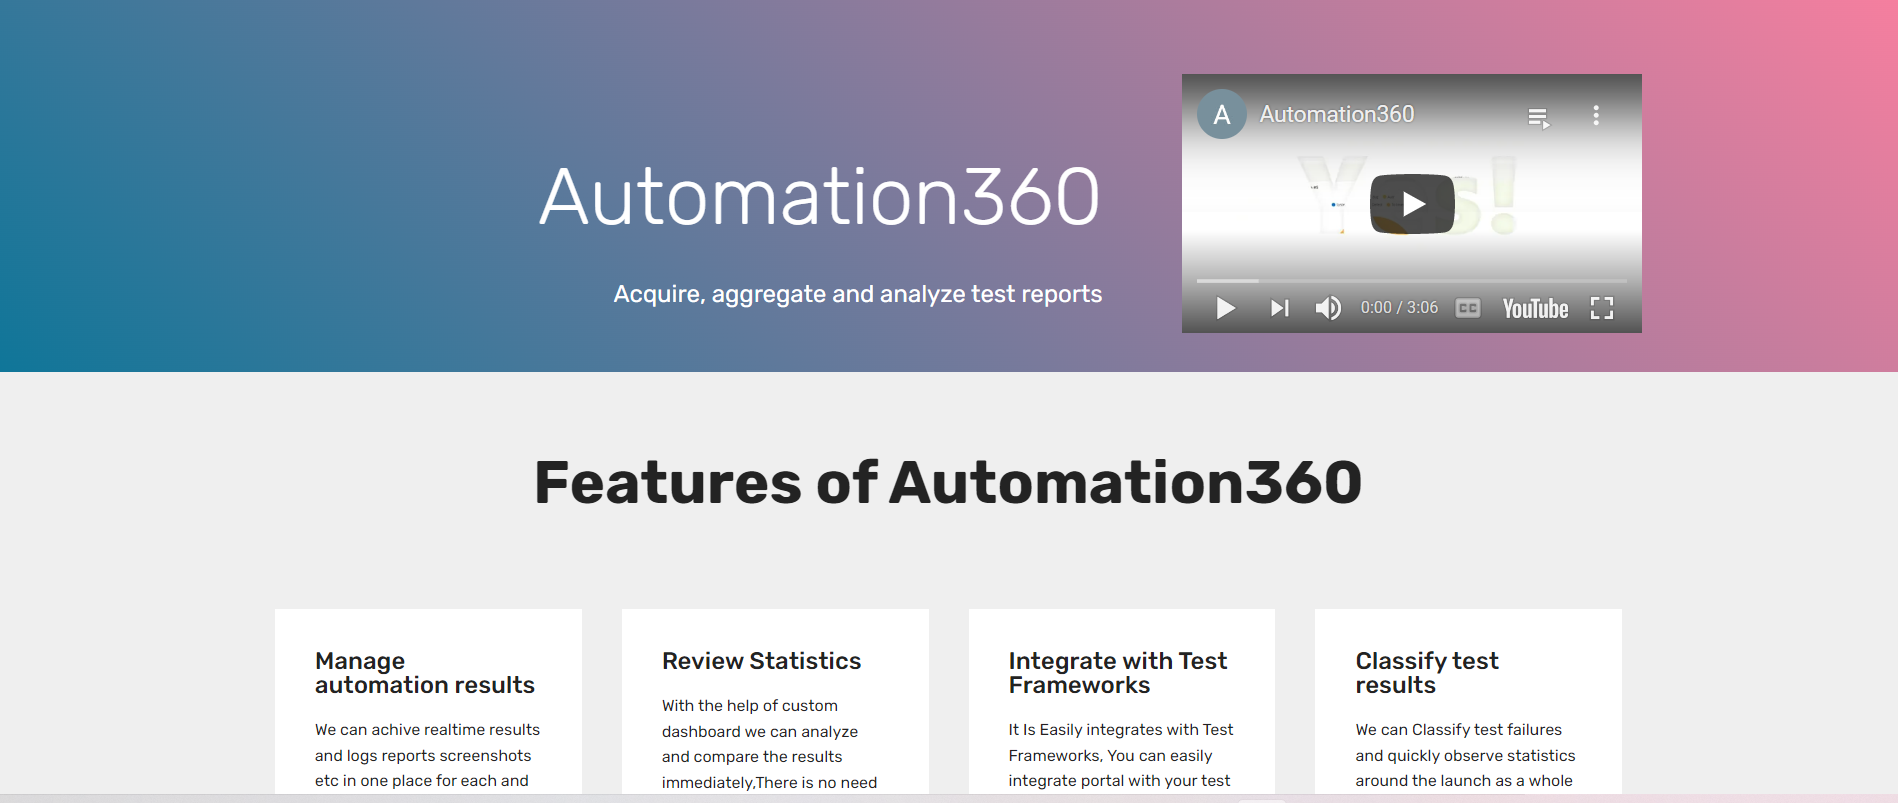 Automation360
Acquire, aggregate and analyze test reports
A
Automation360
0:00 / 3:06
CC
YouTube
Features of Automation360
Manage
automation results
We can achive realtime results
and logs reports screenshots
etc in one place for each and
Review Statistics
With the help of custom
dashboard we can analyze
and compare the results
immediately,There is no need
Integrate with Test
Frameworks
It Is Easily integrates with Test
Frameworks, You can easily
integrate portal with your test
Classify test
results
We can Classify test failures
and quickly observe statistics
around the launch as a whole